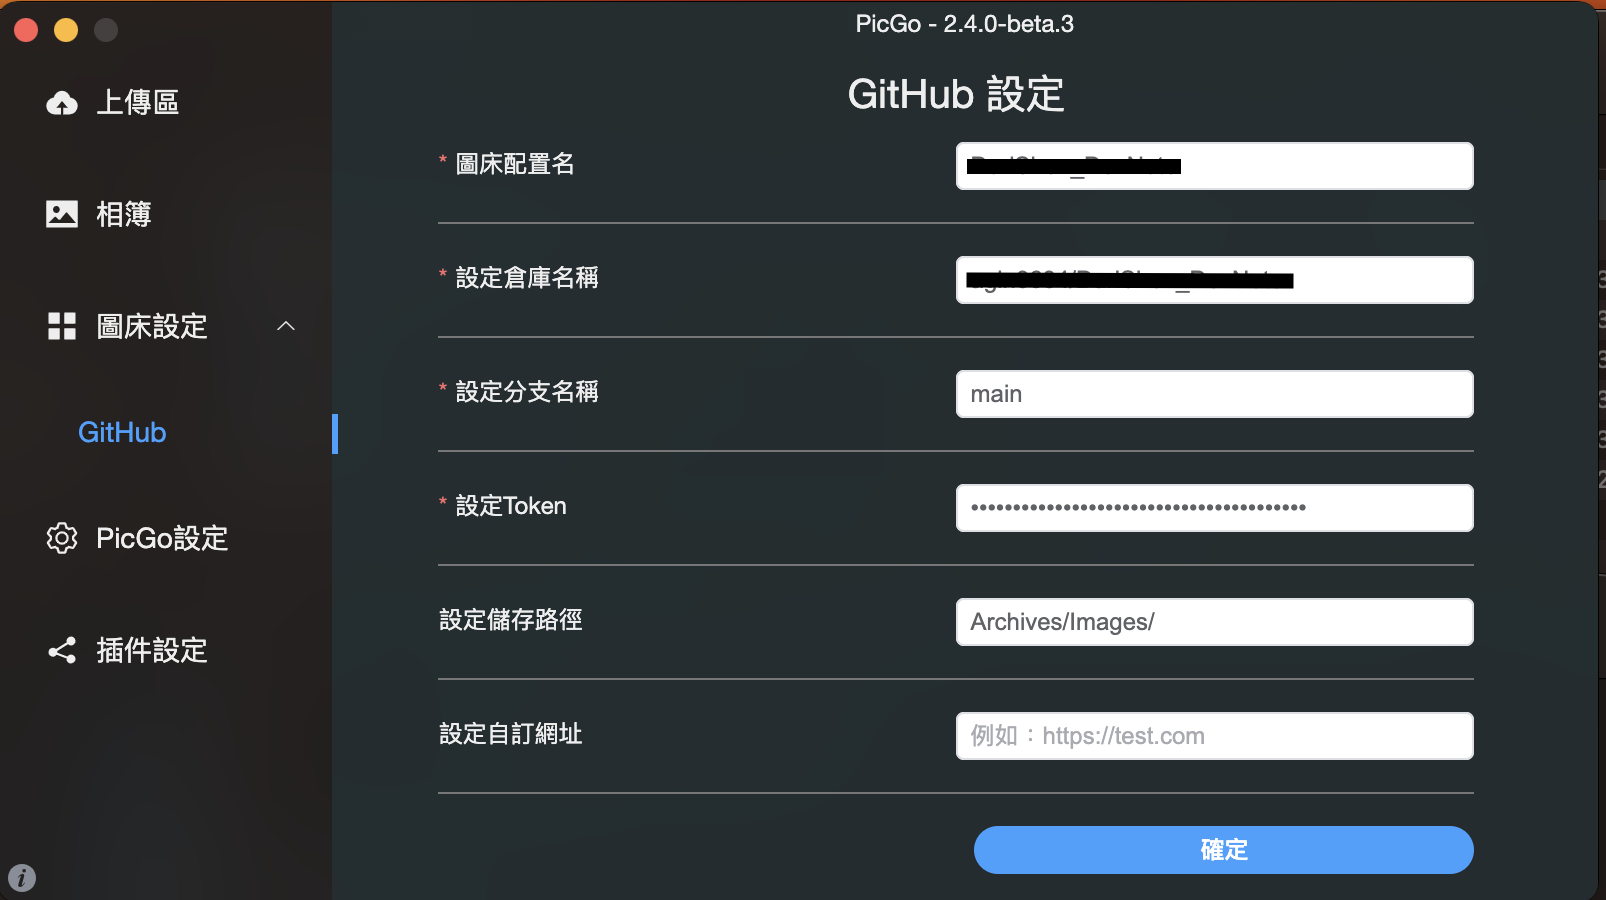 PicGo - 2.4.0-beta.3
上傳區
相簿
圖床設定
GitHub
PicGo設定
插件設定
GitHub 設定
* 圖床配置名
* 設定倉庫名稱
* 設定分支名稱
main
* 設定Token
••••••••••••••••••••••••••••••••••••••••
設定儲存路徑
Archives/Images/
設定自訂網址
例如：https://test.com
確定